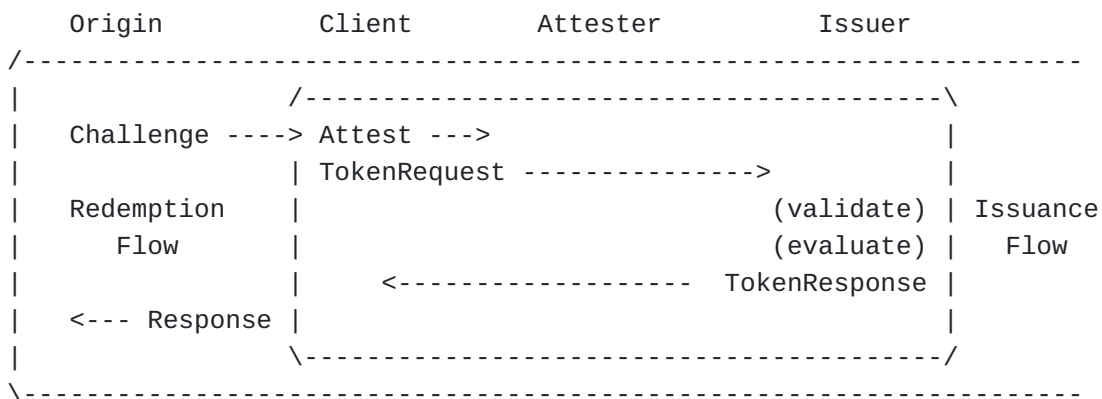 Origin Client Attester Issuer
/---------------------------------------------------------------------
| /-----------------------------------------\
| Challenge ----> Attest ---> |
| | TokenRequest ---------------> |
| Redemption | (validate) | Issuance
| Flow | (evaluate) | Flow
| | <------------------- TokenResponse |
| <--- Response | |
| \-----------------------------------------/
\---------------------------------------------------------------------